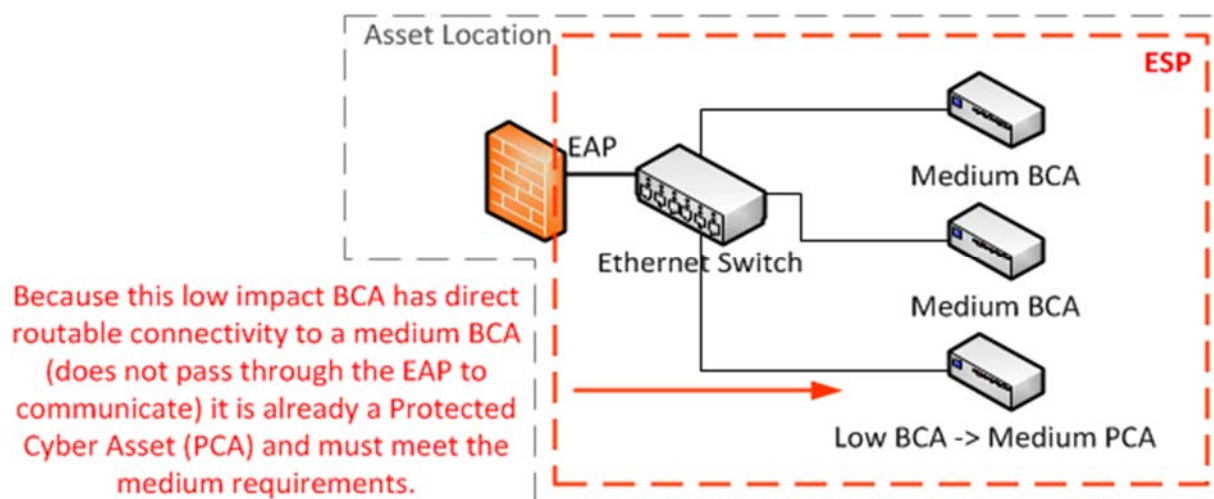 Asset Location
ESP
EAP
Medium BCA
Ethernet Switch
Medium BCA
Because this low impact BCA has direct
routable connectivity to a medium BCA
(does not pass through the EAP to
communicate) it is already a Protected
Cyber Asset (PCA) and must meet the
medium requirements.
Low BCA -> Medium PCA